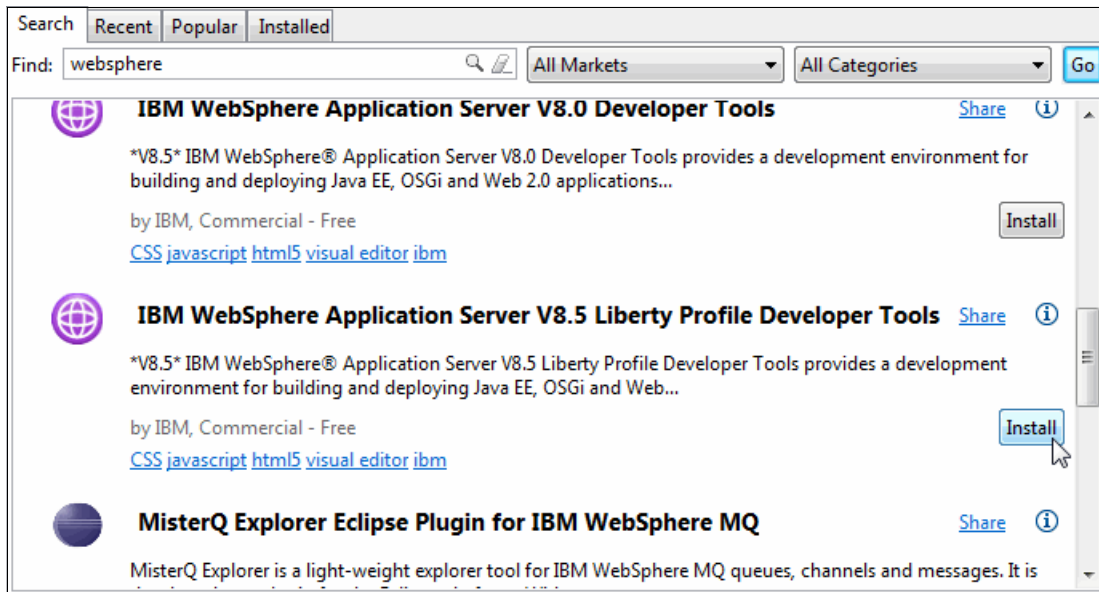 Search Recent Popular Installed
Find: websphere All Markets All Categories Go
IBM WebSphere Application Server V8.0 Developer Tools Share
*V8.5* IBM WebSphere® Application Server V8.0 Developer Tools provides a development environment for
building and deploying Java EE, OSGi and Web 2.0 applications...
by IBM, Commercial - Free Install
CSS javascript html5 visual editor ibm
IBM WebSphere Application Server V8.5 Liberty Profile Developer Tools Share
*V8.5* IBM WebSphere® Application Server V8.5 Liberty Profile Developer Tools provides a development
environment for building and deploying Java EE, OSGi and Web...
by IBM, Commercial - Free Install
CSS javascript html5 visual editor ibm
MisterQ Explorer Eclipse Plugin for IBM WebSphere MQ Share
MisterQ Explorer is a light-weight explorer tool for IBM WebSphere MQ queues, channels and messages. It is